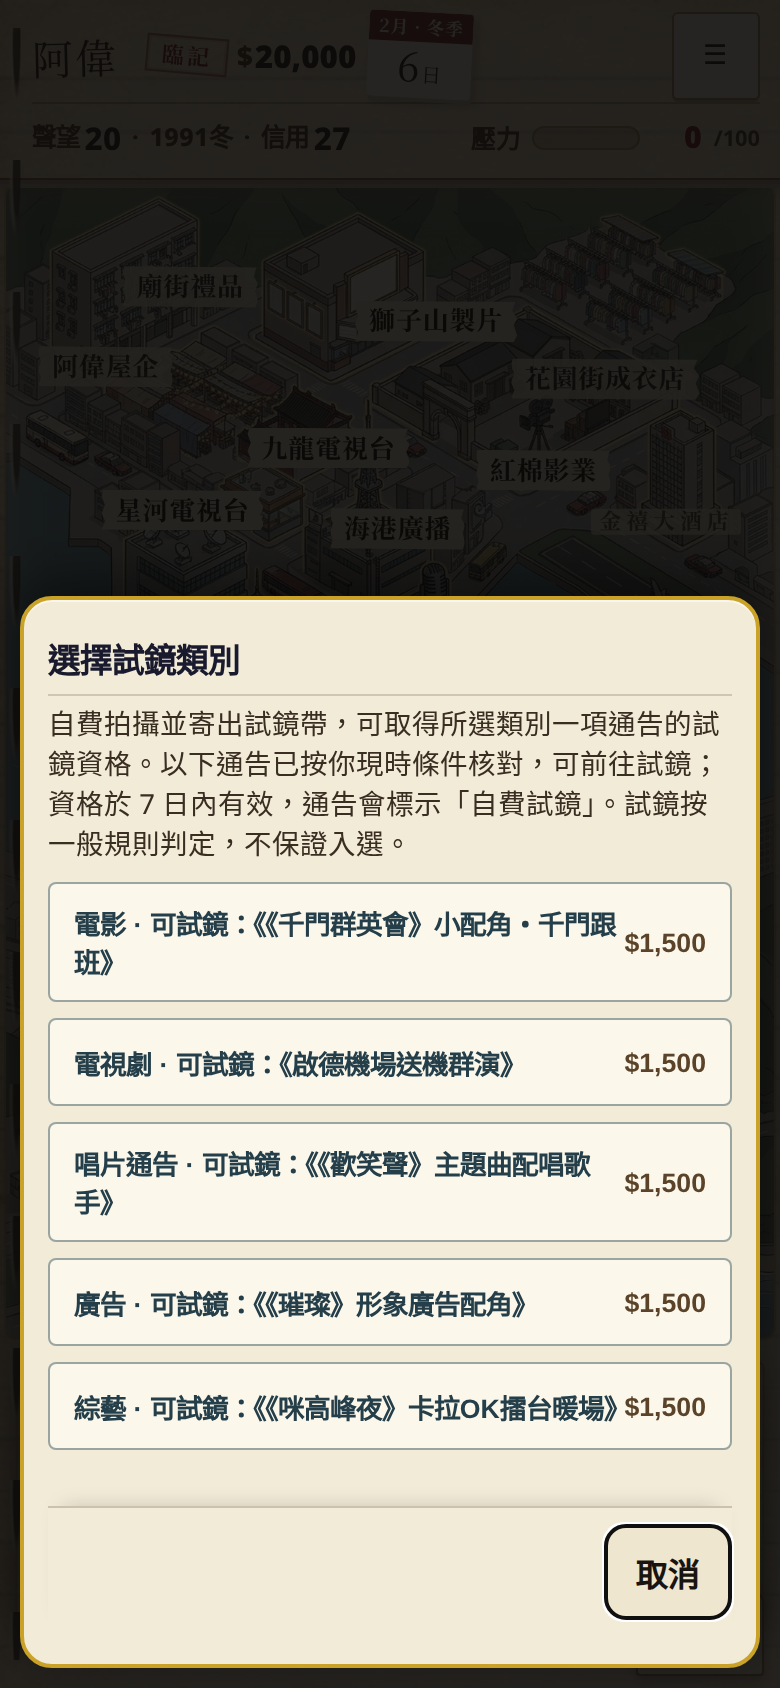 阿偉 臨記 $20,000 2月·冬季
6日
☰
聲望20 · 1991冬 · 信用27 壓力 0 /100
廟街禮品
獅子山製片
阿偉屋企
花園街成衣店
九龍電視台
紅棉影業
星河電視台
海港廣播
金禧大酒店
選擇試鏡類別
自費拍攝並寄出試鏡帶，可取得所選類別一項通告的試
鏡資格。以下通告已按你現時條件核對，可前往試鏡；
資格於 7 日內有效，通告會標示「自費試鏡」。試鏡按
一般規則判定，不保證入選。
電影 · 可試鏡：《《千門群英會》小配角・千門跟
班》
$1,500
電視劇 · 可試鏡：《啟德機場送機群演》 $1,500
唱片通告 · 可試鏡：《《歡笑聲》主題曲配唱歌
手》
$1,500
廣告 · 可試鏡：《《璀璨》形象廣告配角》 $1,500
綜藝 · 可試鏡：《《咪高峰夜》卡拉OK擂台暖場》 $1,500
取消